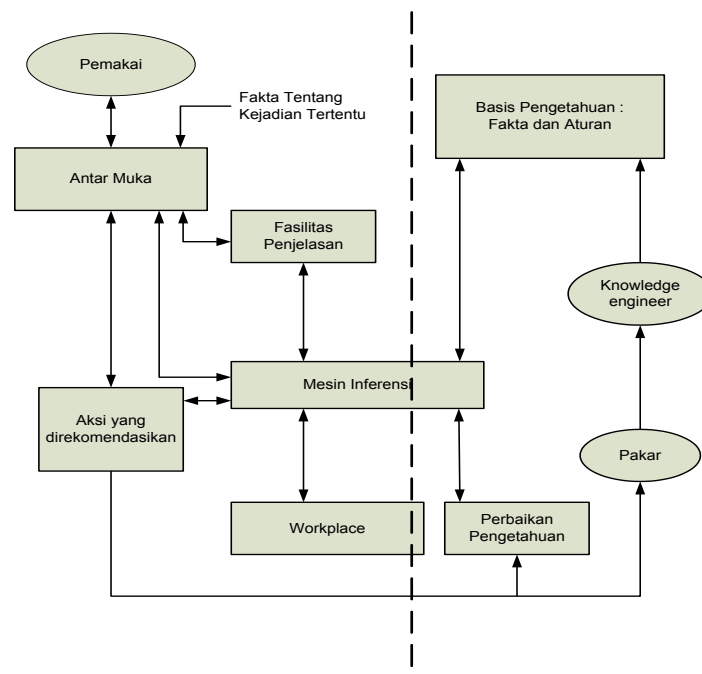 Pemakai
Fakta Tentang
Kejadian Tertentu
Basis Pengetahuan :
Fakta dan Aturan
Antar Muka
Fasilitas
Penjelasan
Knowledge
engineer
Mesin Inferensi
Aksi yang
direkomendasikan
Pakar
Workplace
Perbaikan
Pengetahuan